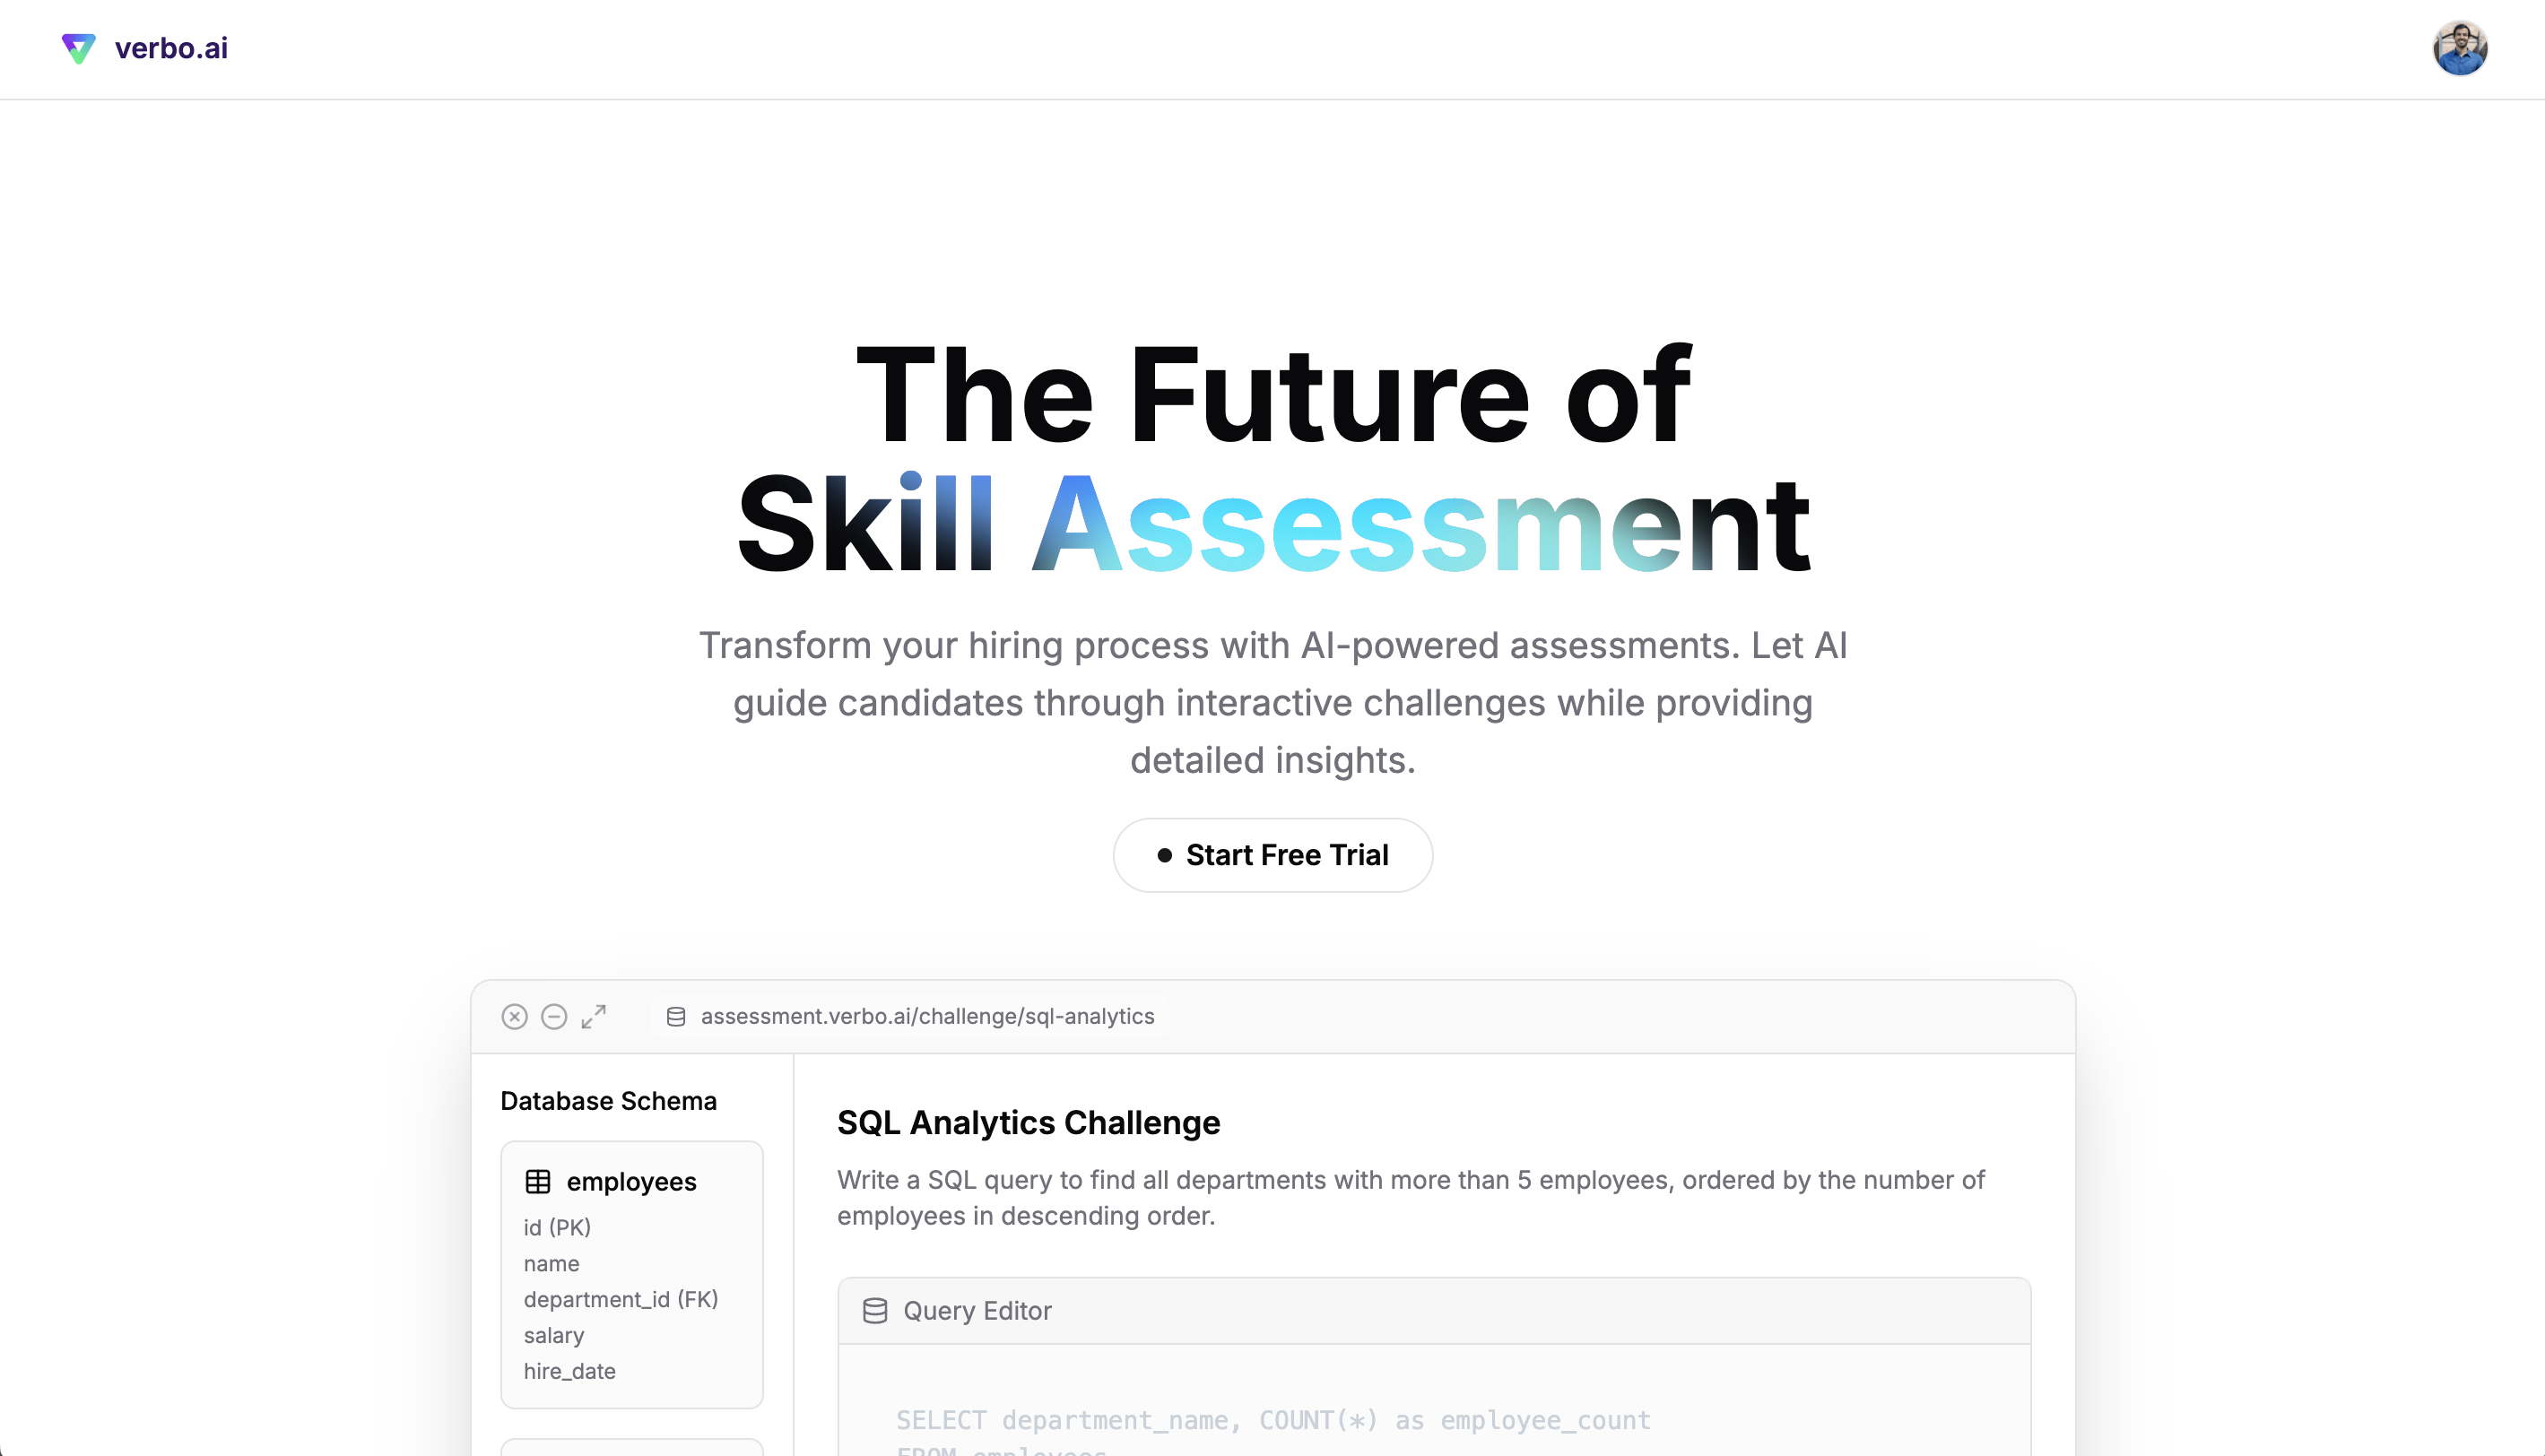 verbo.ai
The Future of
Skill Assessment
Transform your hiring process with AI-powered assessments. Let AI
guide candidates through interactive challenges while providing
detailed insights.
Start Free Trial
assessment.verbo.ai/challenge/sql-analytics
Database Schema
employees
id (PK)
name
department_id (FK)
salary
hire_date
SQL Analytics Challenge
Write a SQL query to find all departments with more than 5 employees, ordered by the number of
employees in descending order.
Query Editor
SELECT department_name, COUNT(*) as employee_count
FROM employees